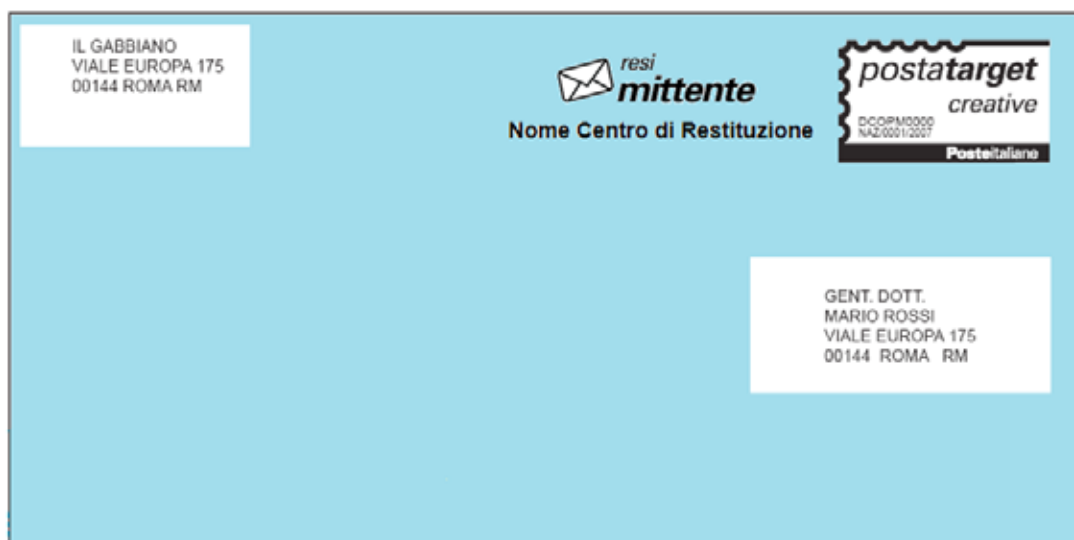 IL GABBIANO
VIALE EUROPA 175
00144 ROMA RM
resi
mittente
Nome Centro di Restituzione
postatarget
creative
DCOPM0000
NAZ/0001/2007
Posteitaliane
GENT. DOTT.
MARIO ROSSI
VIALE EUROPA 175
00144 ROMA RM